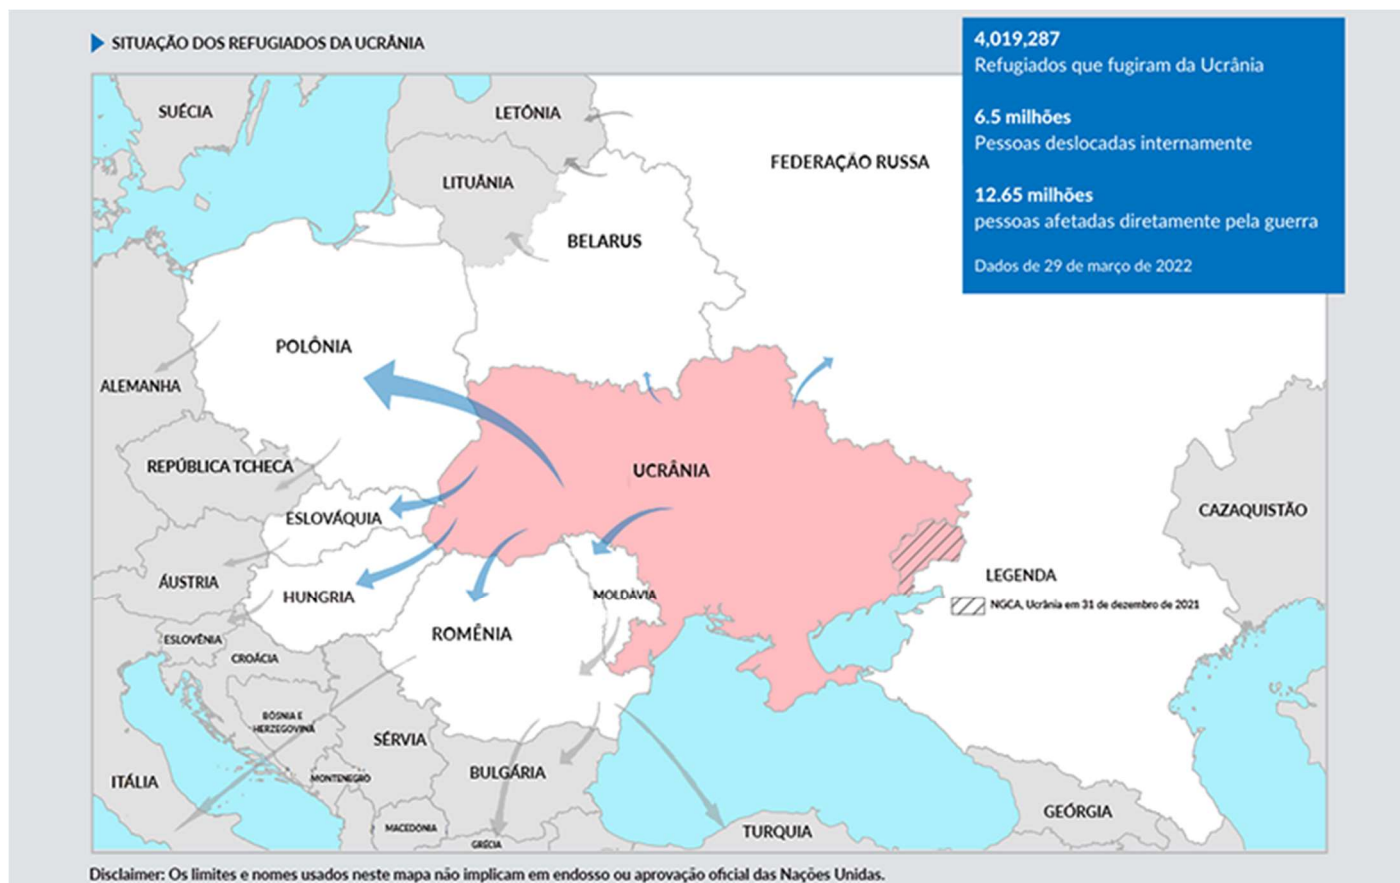 SITUAÇÃO DOS REFUGIADOS DA UCRÂNIA
4,019,287
Refugiados que fugiram da Ucrânia
6.5 milhões
Pessoas deslocadas internamente
12.65 milhões
pessoas afetadas diretamente pela guerra
Dados de 29 de março de 2022
SUÉCIA
LETÔNIA
FEDERAÇÃO RUSSA
LITUÂNIA
BELARUS
POLÔNIA
ALEMANHA
REPÚBLICA TCHECA
UCRÂNIA
ESLOVÁQUIA
CAZAQUISTÃO
ÁUSTRIA
HUNGRIA
MOLDÁVIA
LEGENDA
NGCA, Ucrânia em 31 de dezembro de 2021
ROMÊNIA
ESLOVÊNIA
CROÁCIA
BÓSNIA E
HERZEGOVINA
SÉRVIA
ITÁLIA
MONTENEGRO
BULGÁRIA
GEÓRGIA
MACEDONIA
TURQUIA
GRÉCIA
Disclaimer: Os limites e nomes usados neste mapa não implicam em endosso ou aprovação oficial das Nações Unidas.